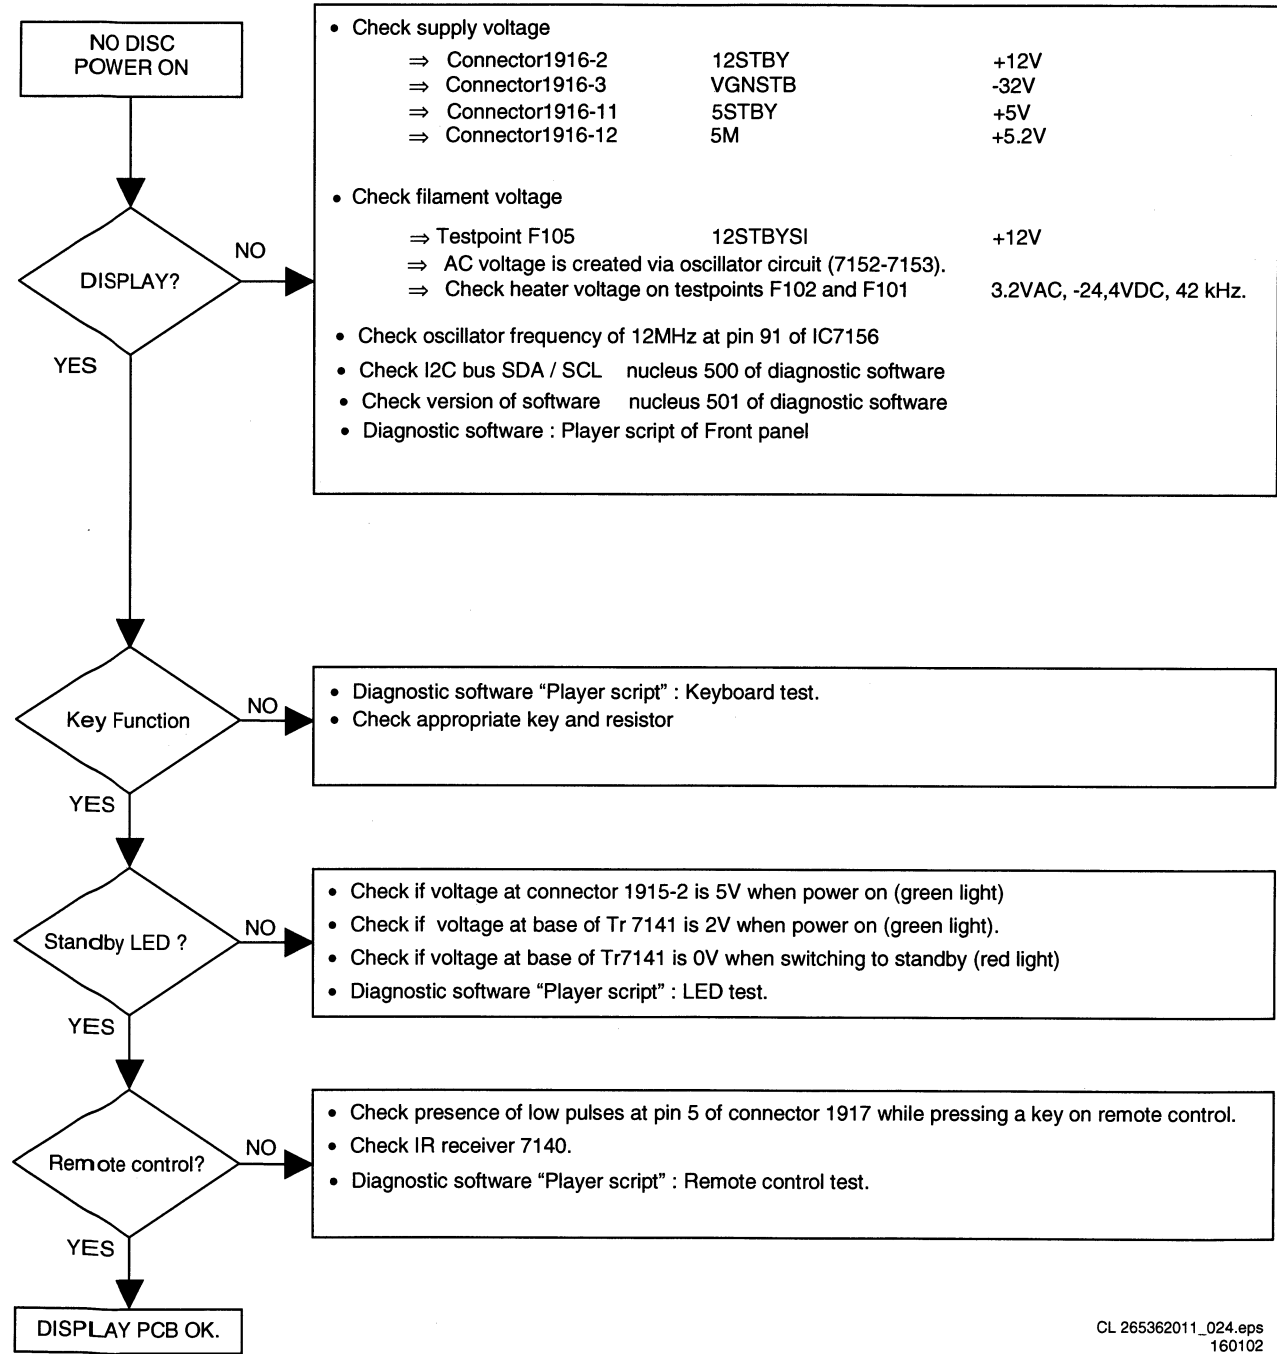 NO DISC
POWER ON
• Check supply voltage
⇒ Connector1916-2 12STBY +12V
⇒ Connector1916-3 VGNSTB -32V
⇒ Connector1916-11 5STBY +5V
⇒ Connector1916-12 5M +5.2V
• Check filament voltage
⇒ Testpoint F105 12STBYSI +12V
⇒ AC voltage is created via oscillator circuit (7152-7153).
⇒ Check heater voltage on testpoints F102 and F101 3.2VAC, -24,4VDC, 42 kHz.
• Check oscillator frequency of 12MHz at pin 91 of IC7156
• Check I2C bus SDA / SCL nucleus 500 of diagnostic software
• Check version of software nucleus 501 of diagnostic software
• Diagnostic software : Player script of Front panel
DISPLAY?
NO
YES
Key Function
NO
• Diagnostic software “Player script” : Keyboard test.
• Check appropriate key and resistor
YES
Standby LED ?
NO
• Check if voltage at connector 1915-2 is 5V when power on (green light)
• Check if voltage at base of Tr 7141 is 2V when power on (green light).
• Check if voltage at base of Tr7141 is 0V when switching to standby (red light)
• Diagnostic software “Player script” : LED test.
YES
Remote control?
NO
• Check presence of low pulses at pin 5 of connector 1917 while pressing a key on remote control.
• Check IR receiver 7140.
• Diagnostic software “Player script” : Remote control test.
YES
DISPLAY PCB OK.
CL 265362011_024.eps
160102